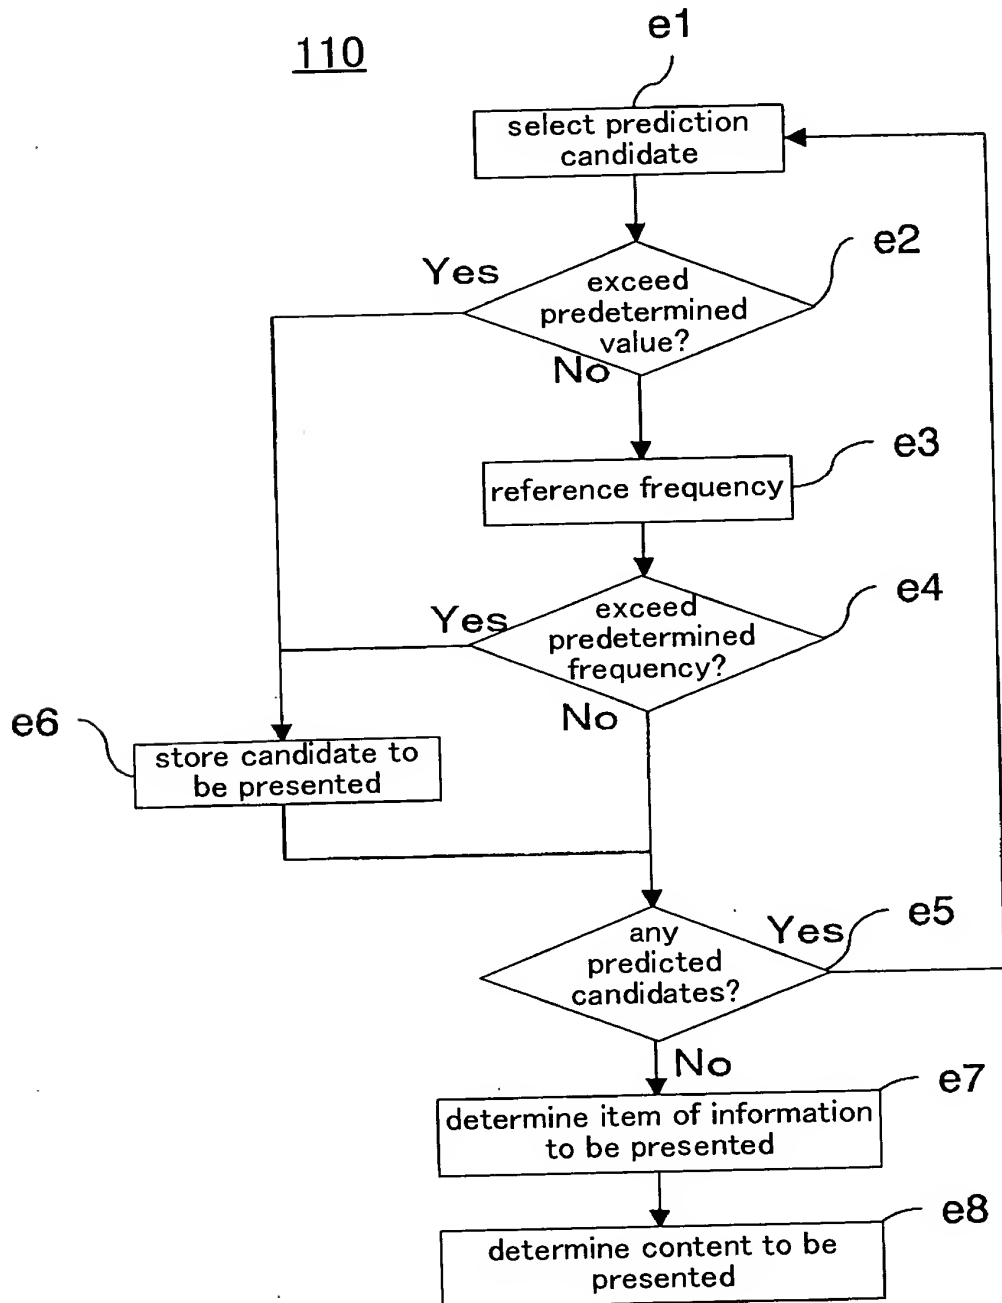 110
e1
select prediction
candidate
e2
Yes
exceed
predetermined
value?
No
e3
reference frequency
e4
Yes
exceed
predetermined
frequency?
No
e6
store candidate to
be presented
e5
Yes
any
predicted
candidates?
No
e7
determine item of information
to be presented
e8
determine content to be
presented